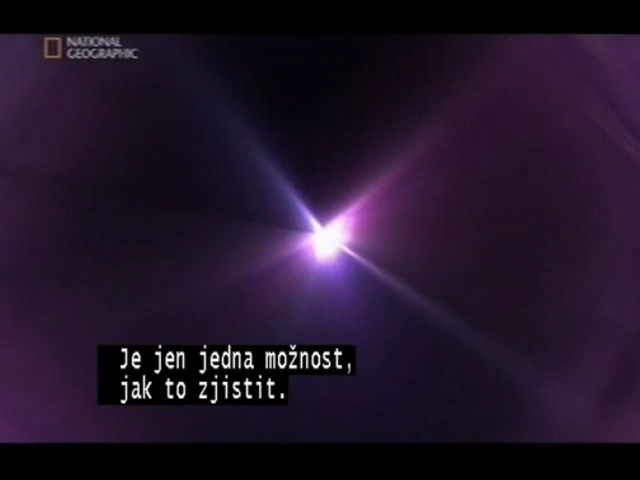 NATIONAL
GEOGRAPHIC
Je jen jedna možnost,
jak to zjistit.